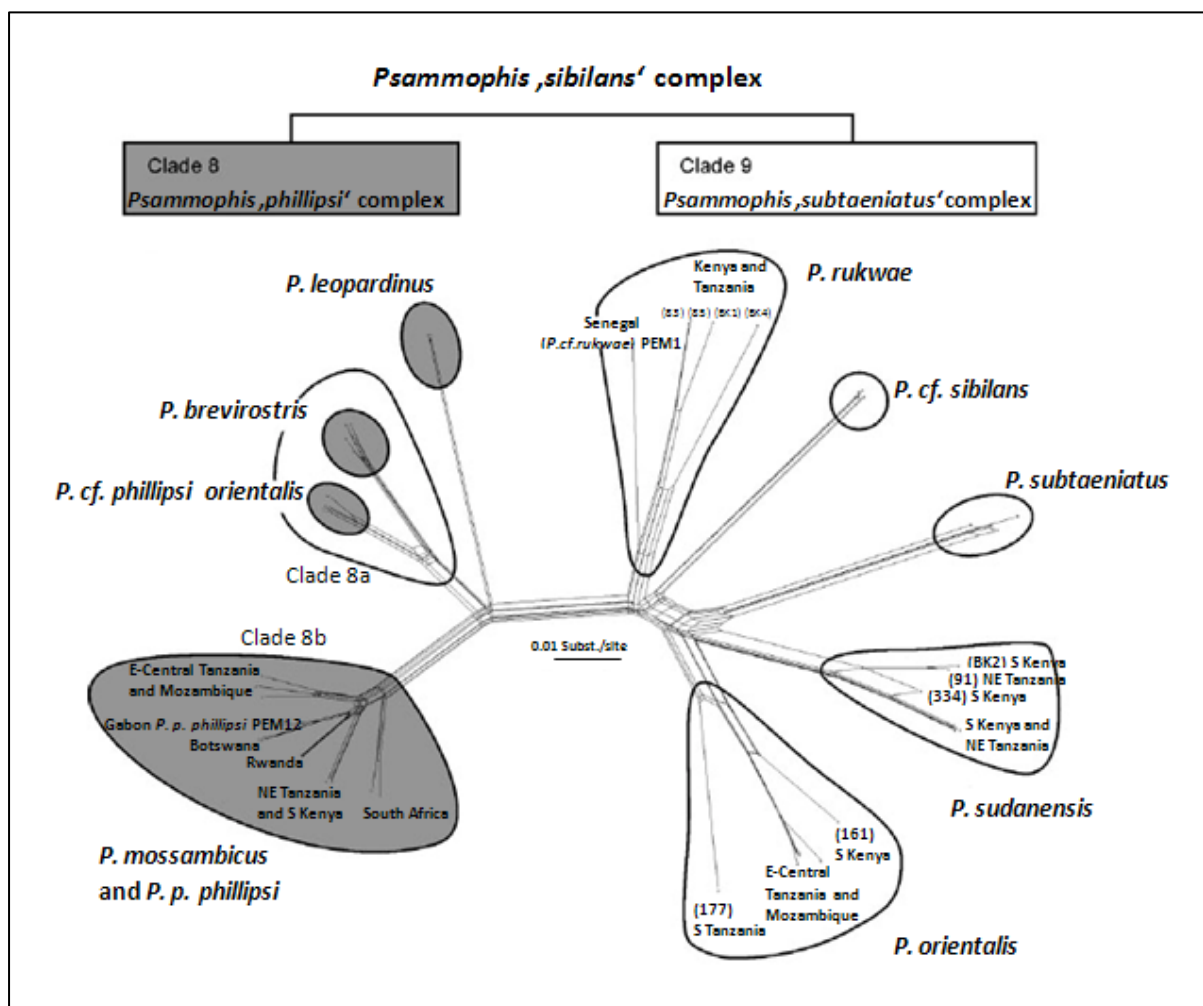 Psammophis ‚sibilans‘ complex
Clade 8
Psammophis ‚phillipsi‘ complex
Clade 9
Psammophis ‚subtaeniatus‘ complex
P. leopardinus
P. brevirostris
P. cf. phillipsi orientalis
Clade 8a
Clade 8b
E-Central Tanzania
and Mozambique
Gabon P. p. phillipsi PEM12
Botswana
Rwanda
NE Tanzania
and S Kenya
South Africa
P. mossambicus
and P. p. phillipsi
Kenya and
Tanzania
(BK1) (BK4)
Senegal
(P.cf.rukwae) PEM1
P. rukwae
P. cf. sibilans
P. subtaeniatus
0.01 Subst./site
(BK2) S Kenya
(91) NE Tanzania
(334) S Kenya
S Kenya and
NE Tanzania
P. sudanensis
(161)
S Kenya
E-Central
Tanzania and
Mozambique
(177)
S Tanzania
P. orientalis